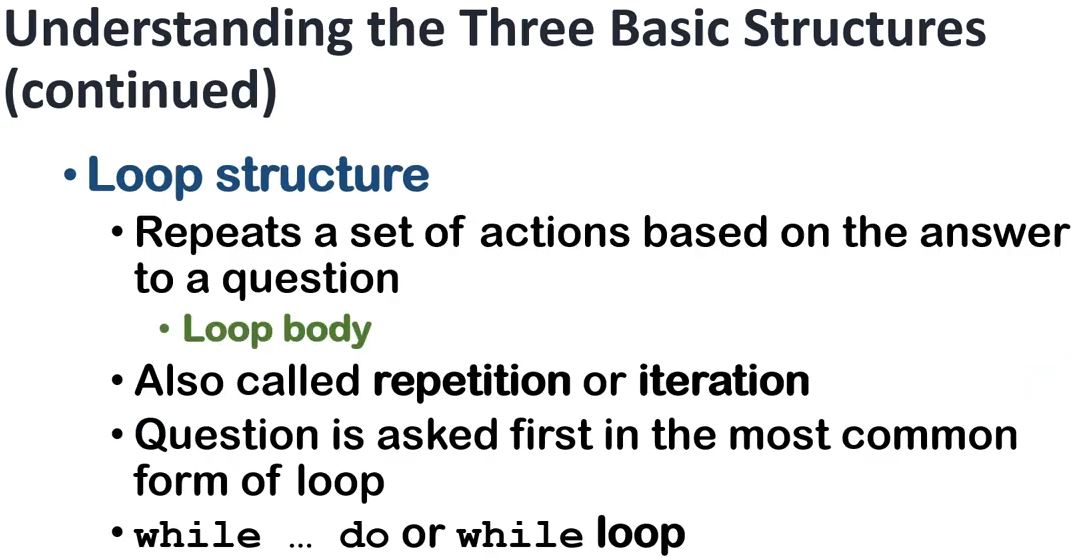 Understanding the Three Basic Structures
(continued)
• Loop structure
• Repeats a set of actions based on the answer
to a question
• Loop body
• Also called repetition or iteration
• Question is asked first in the most common
form of loop
• while … do or while loop